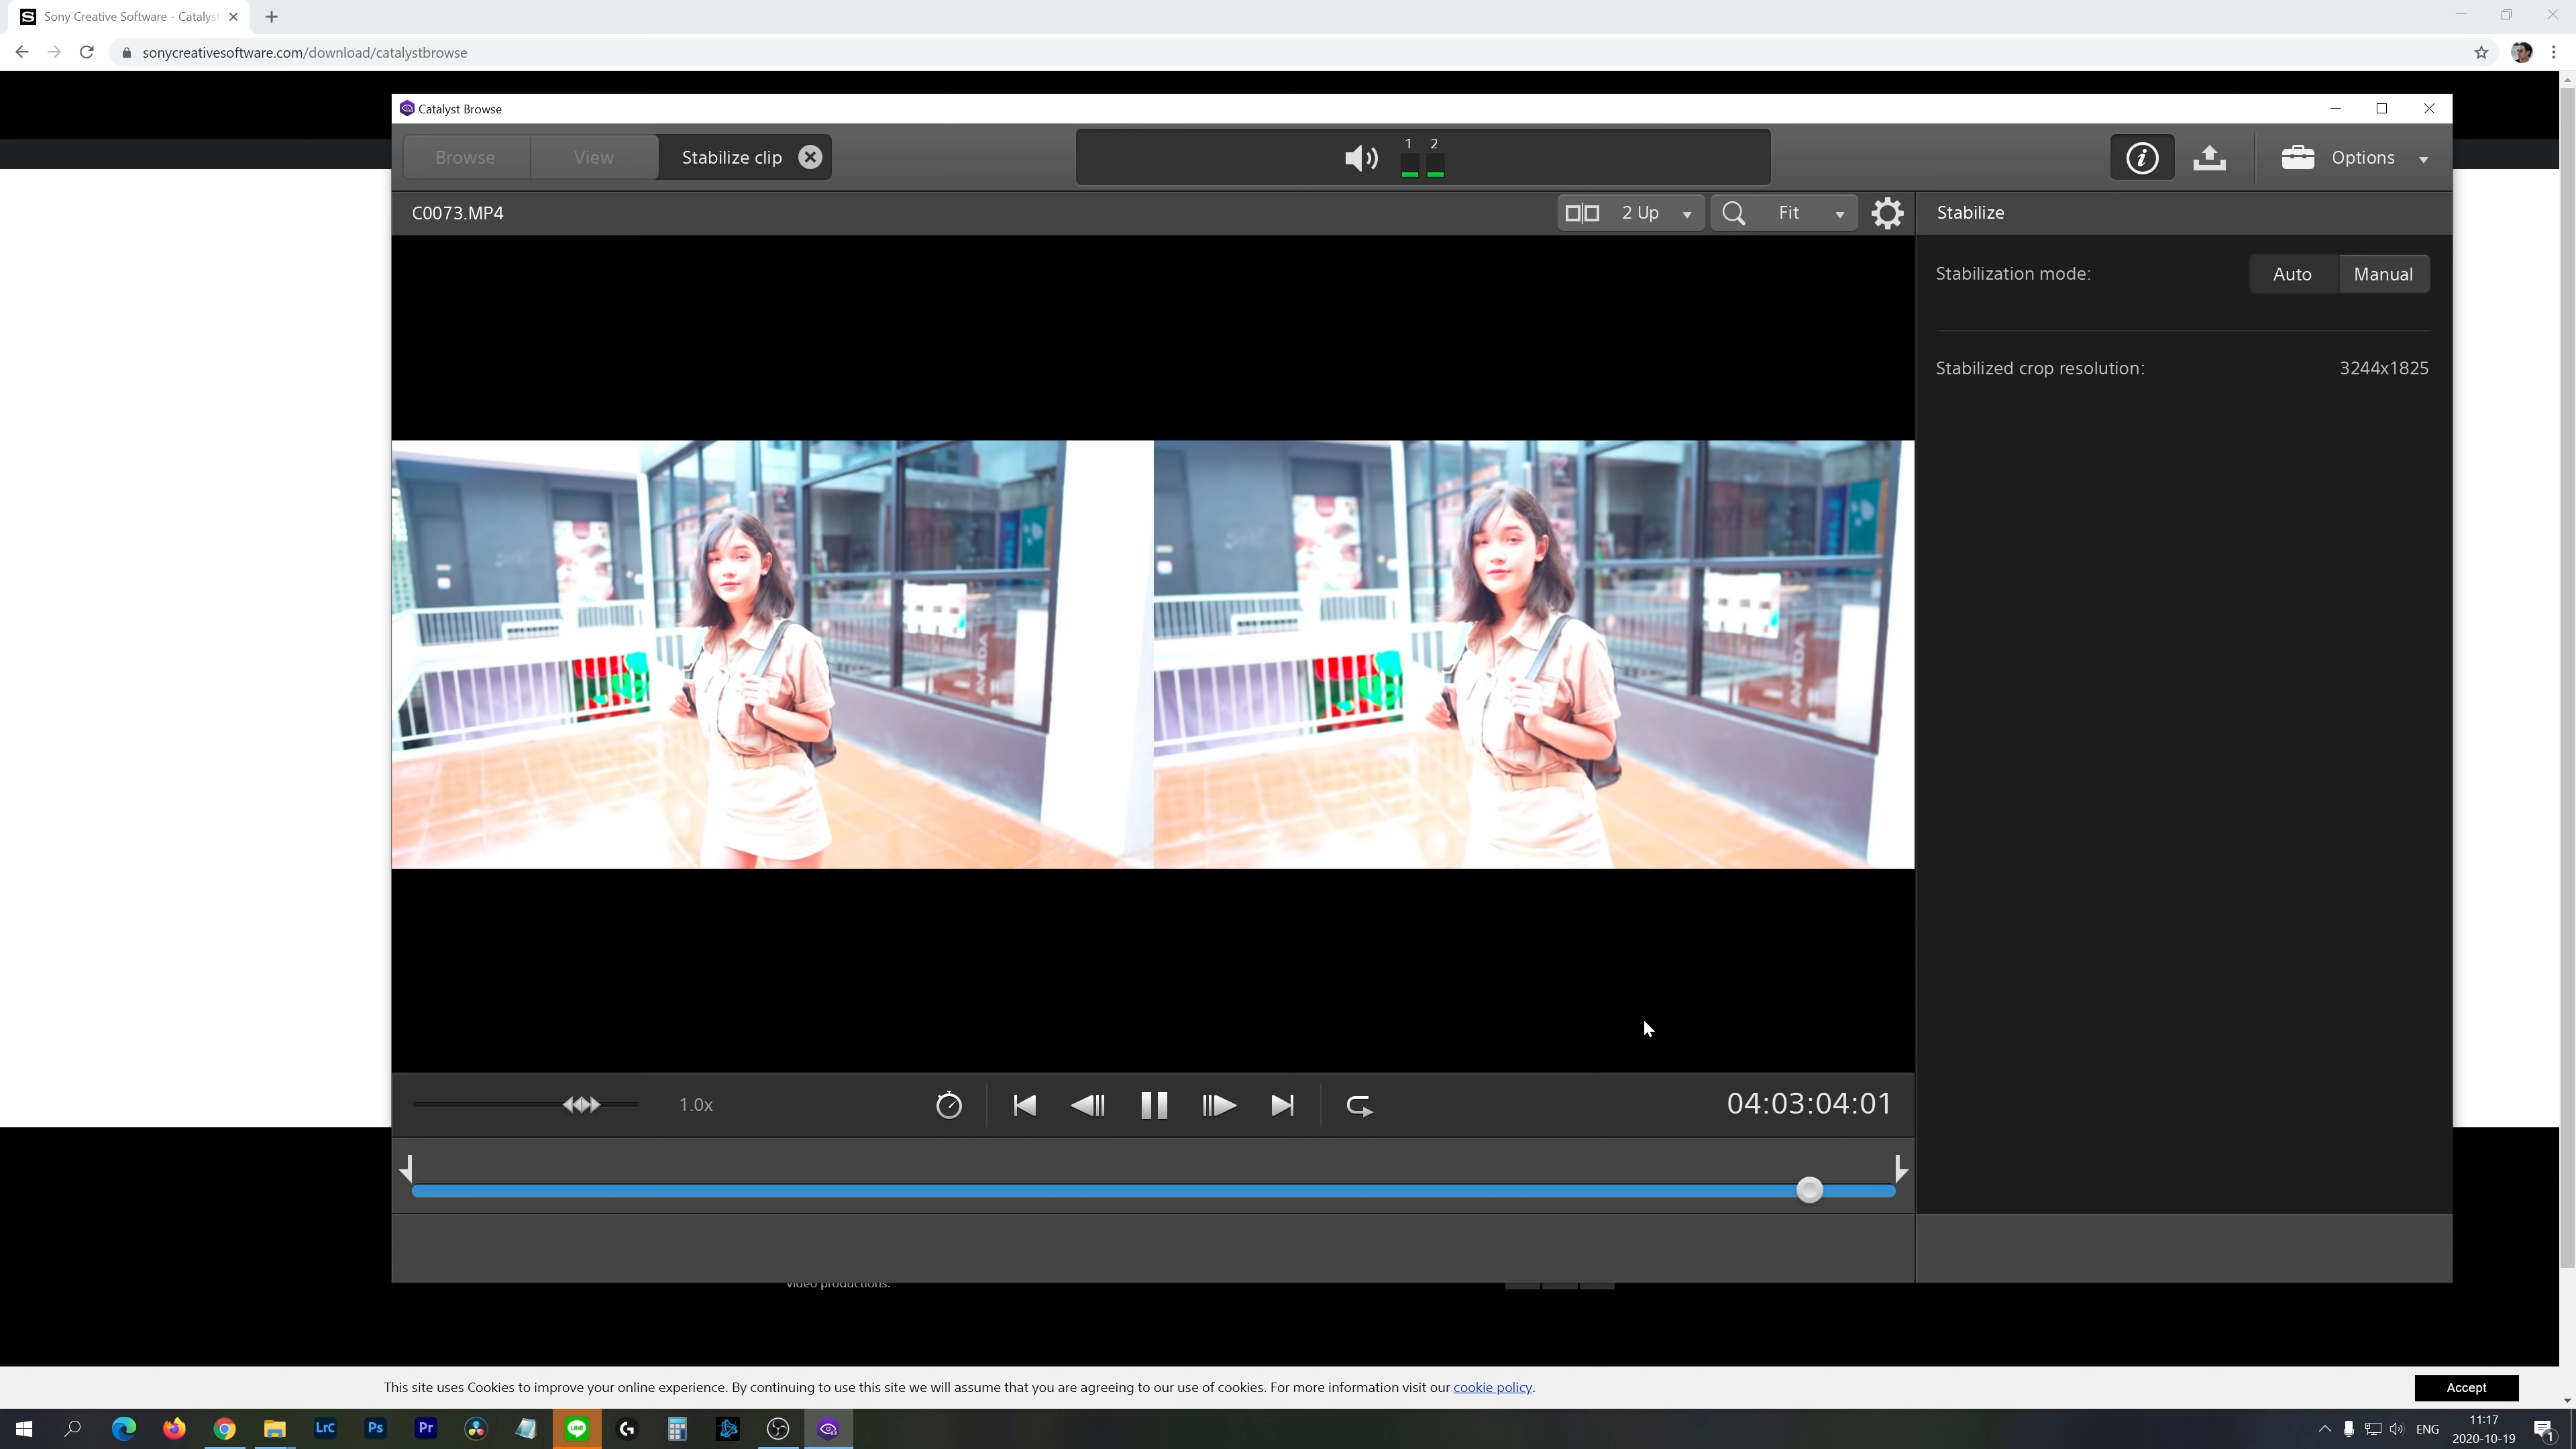 Sony Creative Software - Catalys
sonycreativesoftware.com/download/catalystbrowse
Catalyst Browse
Browse
View
Stabilize clip
1 2
Options
C0073.MP4
2 Up
Fit
Stabilize
Stabilization mode:
Auto
Manual
Stabilized crop resolution:
3244x1825
AVEDA
1.0x
04:03:04:01
video productions.
This site uses Cookies to improve your online experience. By continuing to use this site we will assume that you are agreeing to our use of cookies. For more information visit our cookie policy.
Accept
LrC
Ps
Pr
LINE
ENG
11:17
2020-10-19
1